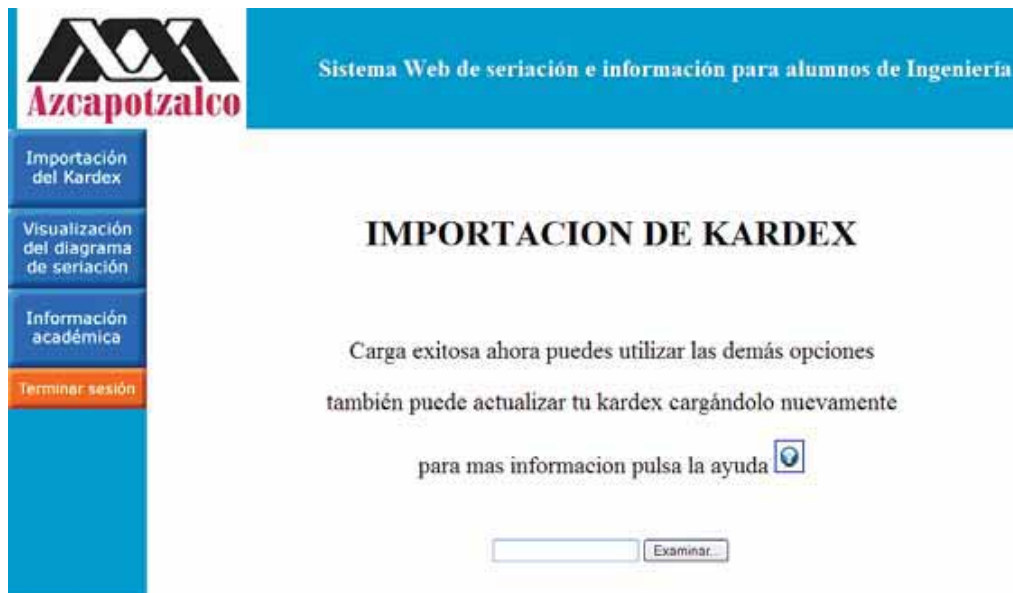 Azcapotzalco
Sistema Web de seriación e información para alumnos de Ingeniería
Importación
del Kardex
Visualización
del diagrama
de seriación
Información
académica
Terminar sesión
IMPORTACION DE KARDEX
Carga exitosa ahora puedes utilizar las demás opciones
también puede actualizar tu kardex cargándolo nuevamente
para mas informacion pulsa la ayuda
Examinar...